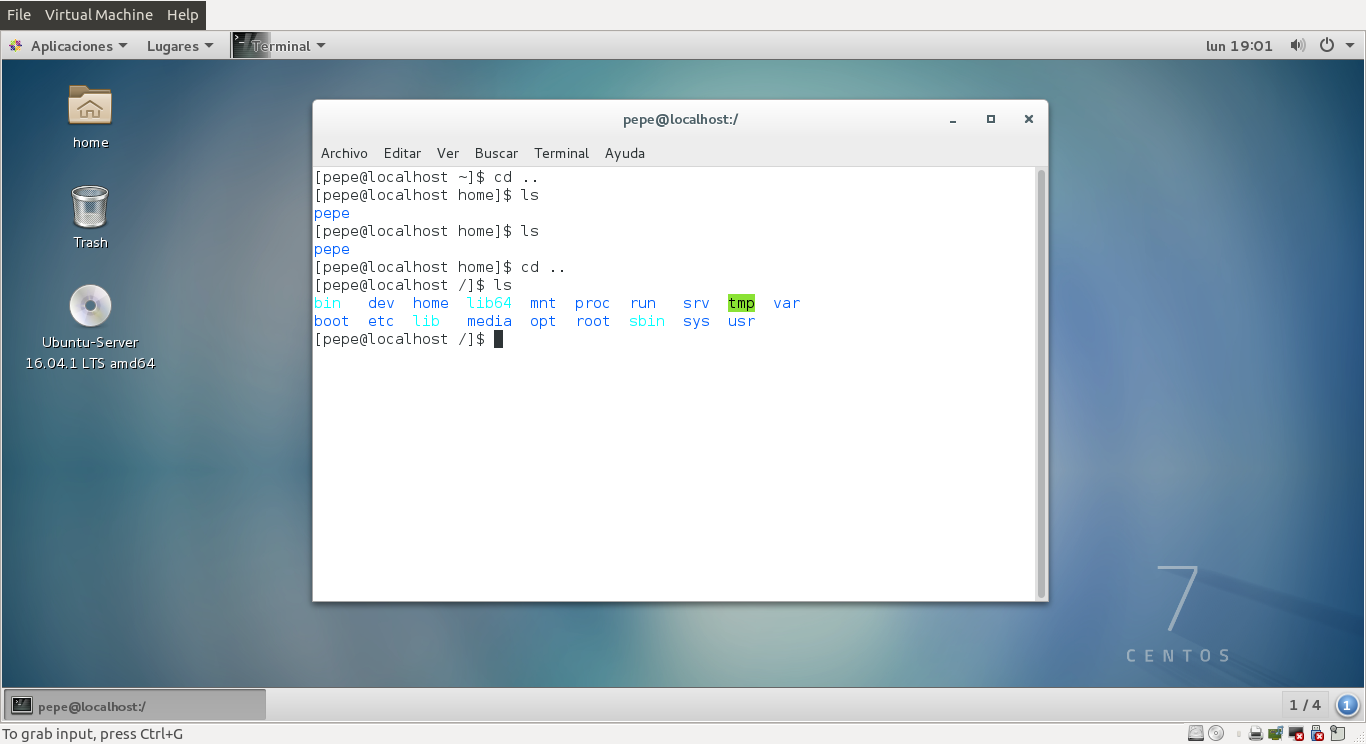 File Virtual Machine Help
Aplicaciones Lugares Terminal lun 19:01
home
Trash
Ubuntu-Server
16.04.1 LTS amd64
pepe@localhost:/
Archivo Editar Ver Buscar Terminal Ayuda
[pepe@localhost ~]$ cd ..
[pepe@localhost home]$ ls
pepe
[pepe@localhost home]$ ls
pepe
[pepe@localhost home]$ cd ..
[pepe@localhost /]$ ls
bin dev home lib64 mnt proc run srv tmp var
boot etc lib media opt root sbin sys usr
[pepe@localhost /]$
7
CENTOS
pepe@localhost:/ 1 / 4 1
To grab input, press Ctrl+G